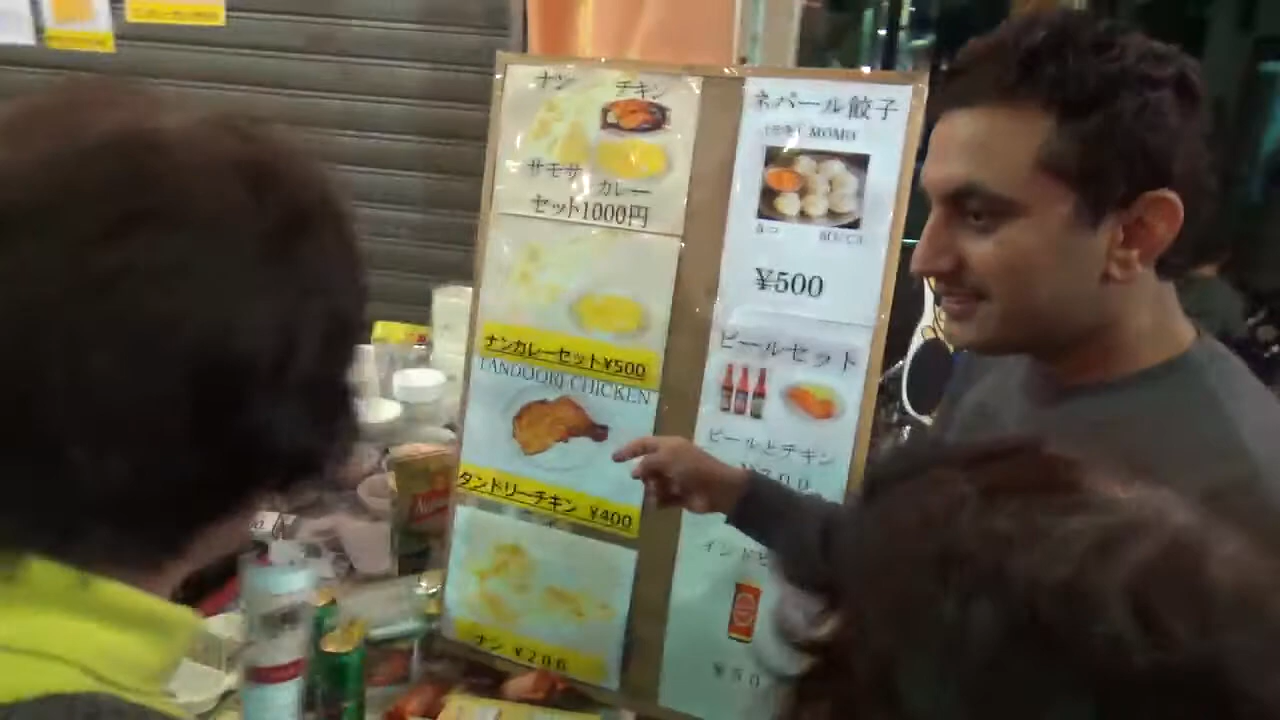 ナン チキン
サモサ カレー
セット1000円
ナンカレーセット¥500
TANDOORI CHICKEN
タンドリーチキン ¥400
ナン ¥200
ネパール餃子
MOMO
¥500
ビールセット
ビールとチキン